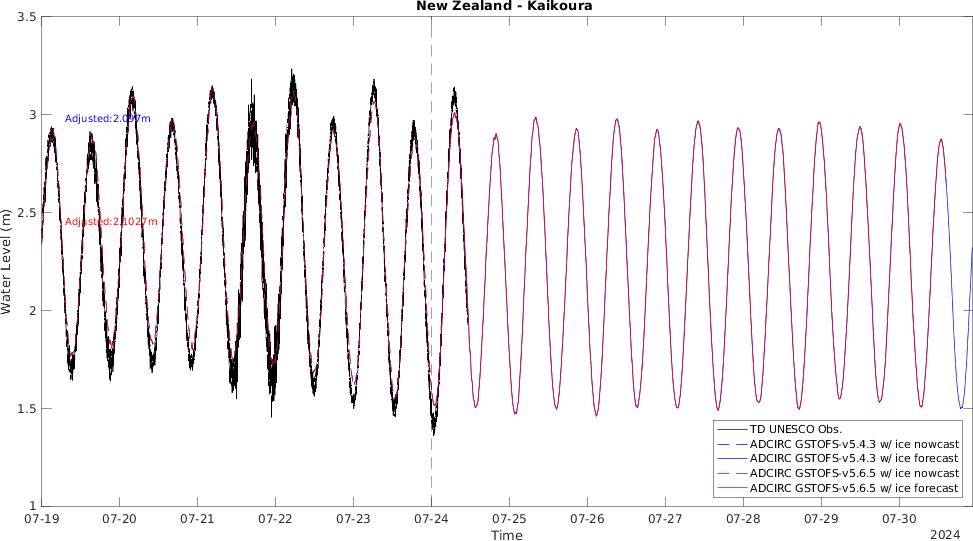 New Zealand - Kaikoura
3.5
3
2.5
2
1.5
1
Water Level (m)
Adjusted:2.097m
Adjusted:2.1027m
07-19
07-20
07-21
07-22
07-23
07-24
07-25
07-26
07-27
07-28
07-29
07-30
Time
2024
TD UNESCO Obs.
ADCIRC GSTOFS-v5.4.3 w/ ice nowcast
ADCIRC GSTOFS-v5.4.3 w/ ice forecast
ADCIRC GSTOFS-v5.6.5 w/ ice nowcast
ADCIRC GSTOFS-v5.6.5 w/ ice forecast